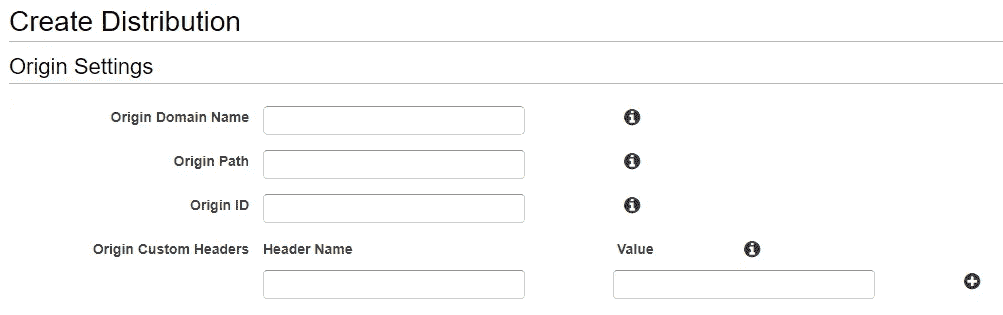 Create Distribution
Origin Settings
Origin Domain Name
Origin Path
Origin ID
Origin Custom Headers Header Name Value